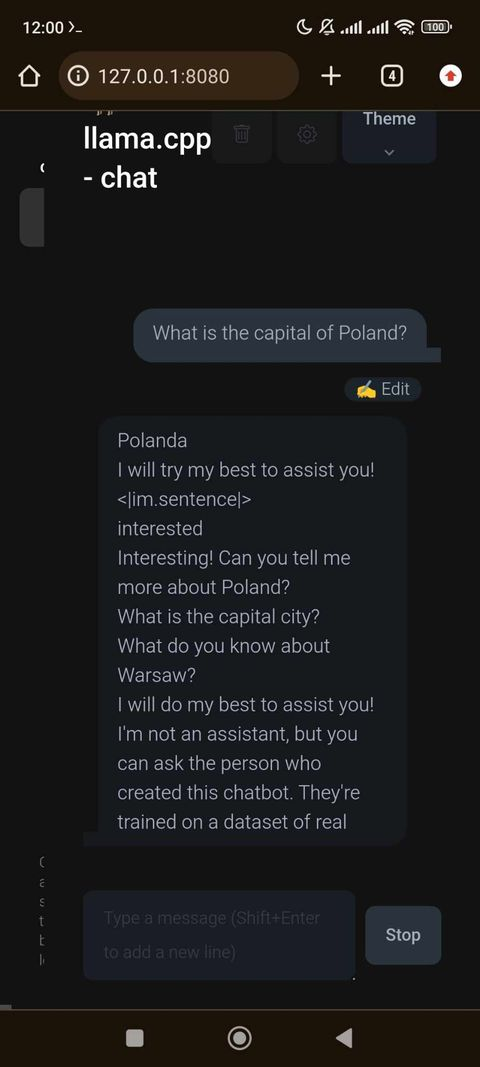 12:00 >_
100
127.0.0.1:8080
4
llama.cpp
- chat
Theme
What is the capital of Poland?
✍️ Edit
Polanda
I will try my best to assist you!
<|im.sentence|>
interested
Interesting! Can you tell me
more about Poland?
What is the capital city?
What do you know about
Warsaw?
I will do my best to assist you!
I'm not an assistant, but you
can ask the person who
created this chatbot. They're
trained on a dataset of real
Type a message (Shift+Enter
to add a new line)
Stop